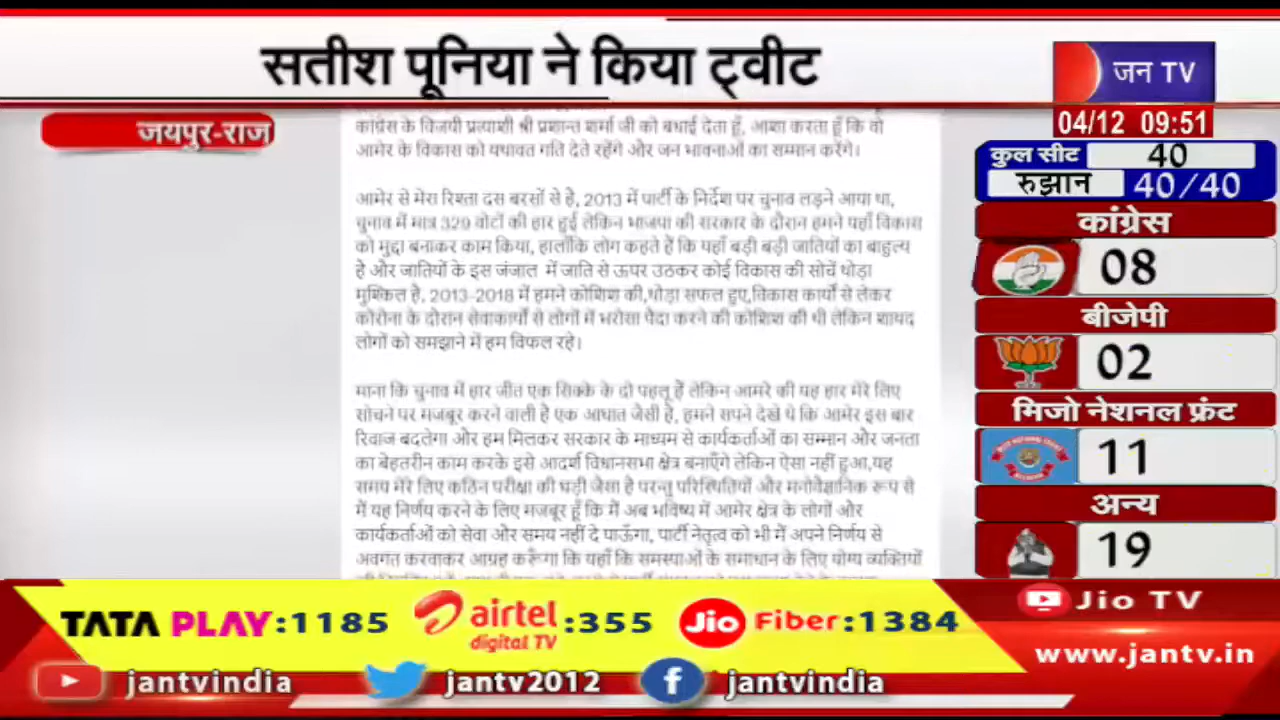 सतीश पूनिया ने किया ट्वीट
जन TV
04/12 09:51
जयपुर-राज
कांग्रेस के विजयी प्रत्याशी श्री प्रशान्त शर्मा जी को बधाई देता हूँ, आशा करता हूँ कि वो
आमेर के विकास को यथावत गति देते रहेंगे और जन भावनाओं का सम्मान करेंगे।
आमेर से मेरा रिश्ता दस बरसों से है, 2013 में पार्टी के निर्देश पर चुनाव लड़ने आया था,
चुनाव में मात्र 329 वोटों की हार हुई लेकिन भाजपा की सरकार के दौरान हमने यहाँ विकास
को मुद्दा बनाकर काम किया, हालाँकि लोग कहते हैं कि यहाँ बड़ी बड़ी जातियों का बाहुल्य
है और जातियों के इस जंजाल में जाति से ऊपर उठकर कोई विकास की सोचें थोड़ा
मुश्किल है, 2013-2018 में हमने कोशिश की,थोड़ा सफल हुए,विकास कार्यों से लेकर
कोरोना के दौरान सेवाकार्यों से लोगों में भरोसा पैदा करने की कोशिश की थी लेकिन शायद
लोगों को समझाने में हम विफल रहे।
माना कि चुनाव में हार जीत एक सिक्के के दो पहलू हैं लेकिन आमरे की यह हार मेरे लिए
सोचने पर मजबूर करने वाली है एक आघात जैसी है, हमने सपने देखे थे कि आमेर इस बार
रिवाज बदलेगा और हम मिलकर सरकार के माध्यम से कार्यकर्ताओं का सम्मान और जनता
का बेहतरीन काम करके इसे आदर्श विधानसभा क्षेत्र बनाएँगे लेकिन ऐसा नहीं हुआ,यह
समय मेरे लिए कठिन परीक्षा की घड़ी जैसा है परन्तु परिस्थितियों और मनोवैज्ञानिक रूप से
में यह निर्णय करने के लिए मजबूर हूँ कि मैं अब भविष्य में आमेर क्षेत्र के लोगों और
कार्यकर्ताओं को सेवा और समय नहीं दे पाऊँगा, पार्टी नेतृत्व को भी मैं अपने निर्णय से
अवगत करवाकर आग्रह करूँगा कि यहाँ कि समस्याओं के समाधान के लिए योग्य व्यक्तियों
कुल सीट 40
रुझान 40/40
कांग्रेस
08
बीजेपी
02
मिजो नेशनल फ्रंट
11
अन्य
19
TATA PLAY:1185 airtel digital TV :355 Jio Fiber:1384
Jio TV
www.jantv.in
jantvindia jantv2012 jantvindia